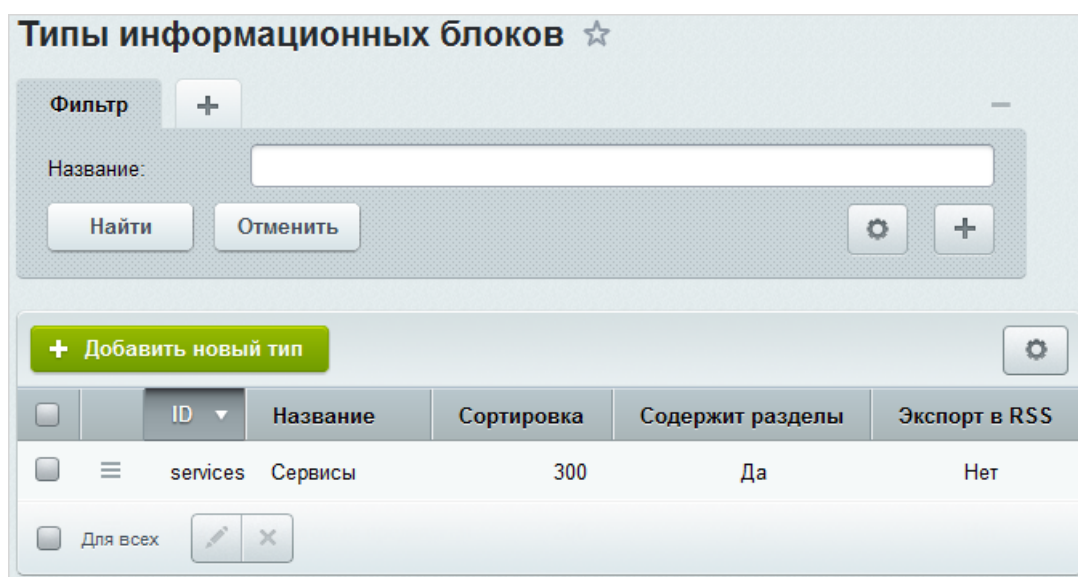 Типы информационных блоков
Фильтр
Название:
Найти Отменить
Добавить новый тип
ID Название Сортировка Содержит разделы Экспорт в RSS
services Сервисы 300 Да Нет
Для всех